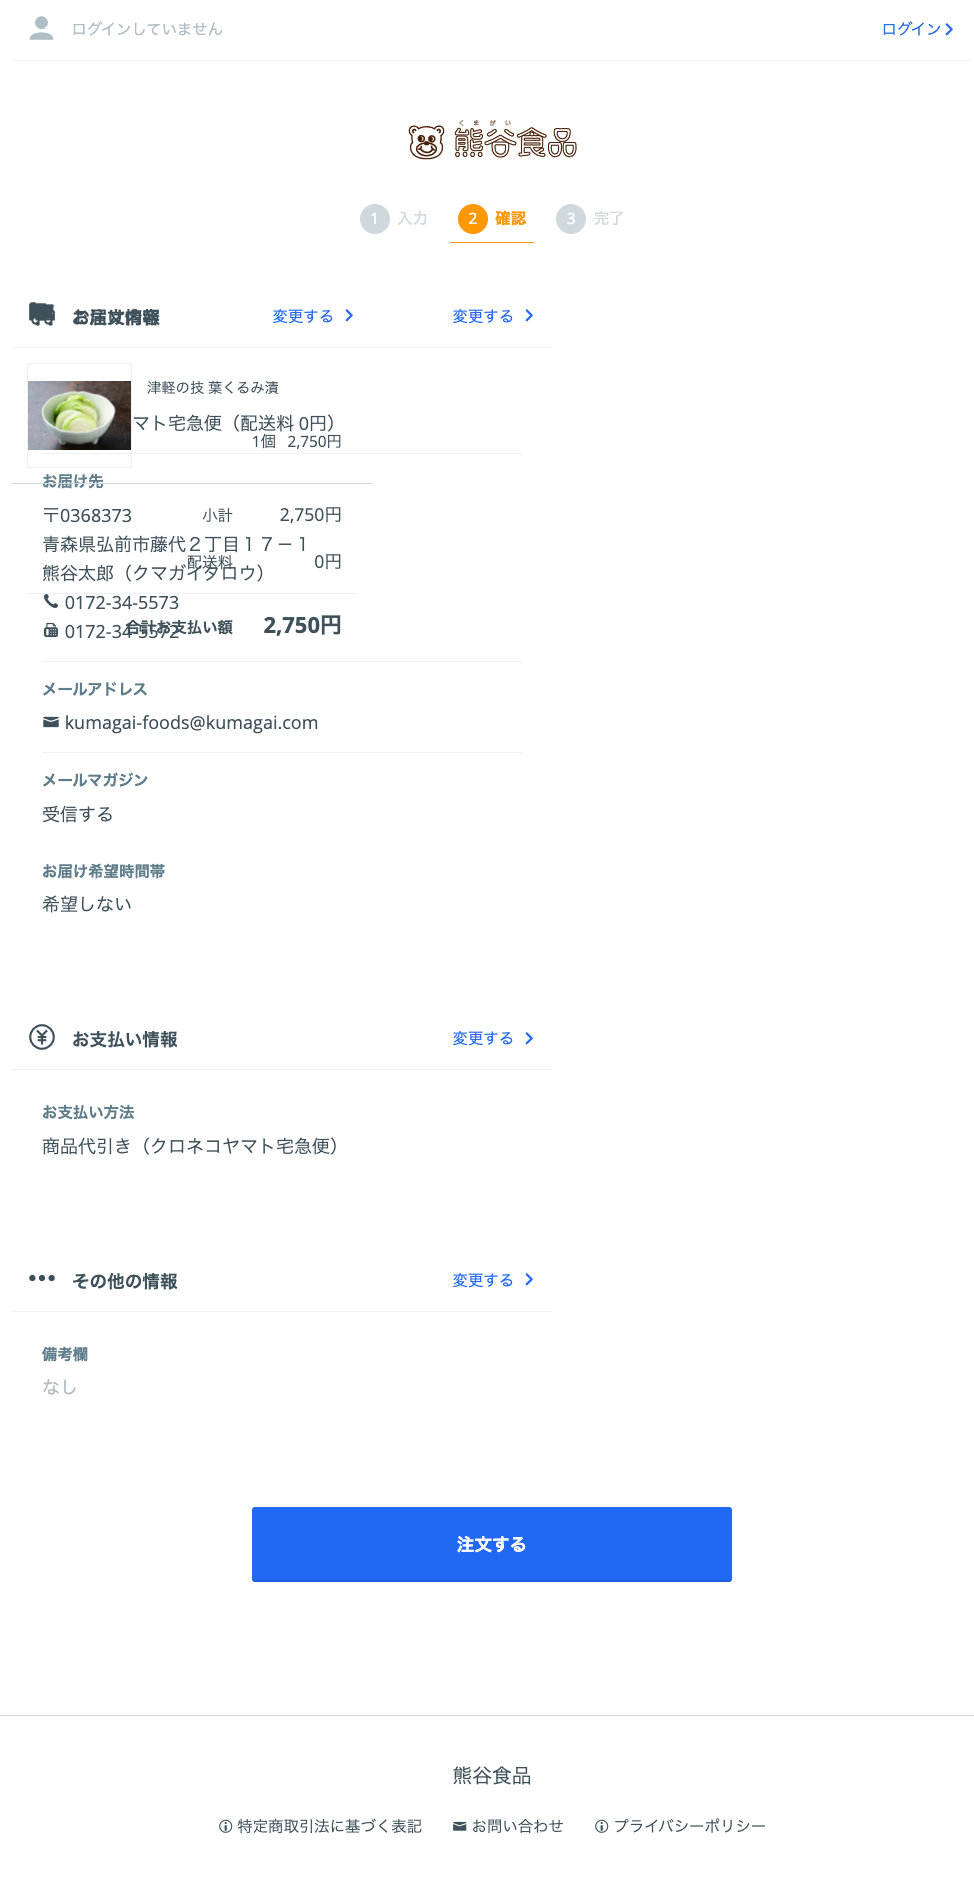 ログインしていません
ログイン
くまがい
熊谷食品
1 入力
2 確認
3 完了
お届け情報
変更する
変更する
津軽の技 葉くるみ漬
マト宅急便（配送料 0円）
1個 2,750円
お届け先
〒0368373
小計 2,750円
青森県弘前市藤代２丁目１７－１
配送料 0円
熊谷太郎（クマガイタロウ）
0172-34-5573
合計お支払い額 2,750円
0172-34-5572
メールアドレス
kumagai-foods@kumagai.com
メールマガジン
受信する
お届け希望時間帯
希望しない
お支払い情報
変更する
お支払い方法
商品代引き（クロネコヤマト宅急便）
その他の情報
変更する
備考欄
なし
注文する
熊谷食品
特定商取引法に基づく表記
お問い合わせ
プライバシーポリシー